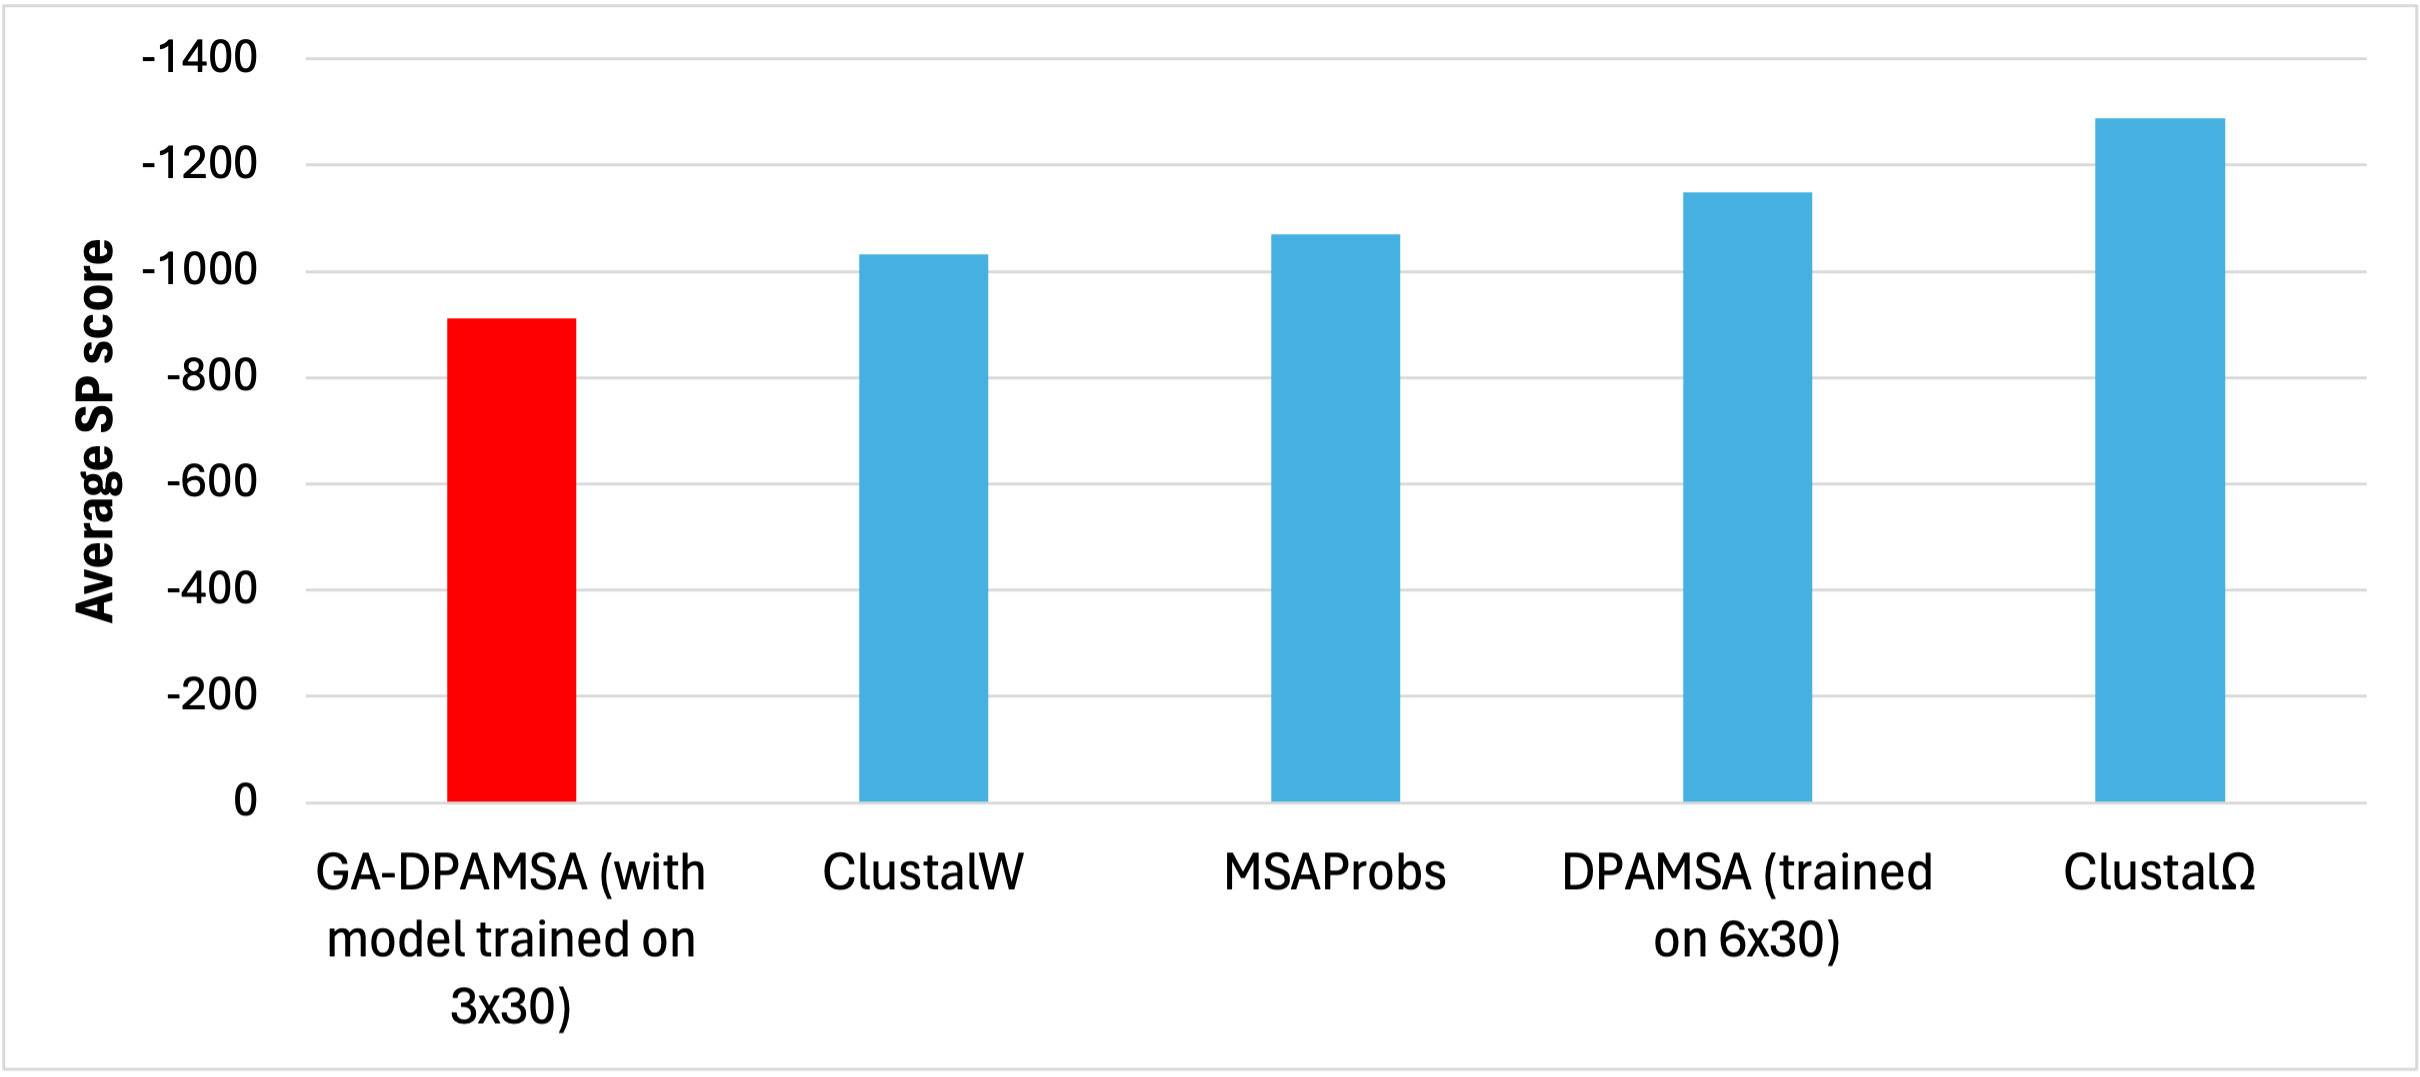 -1400
-1200
-1000
-800
-600
-400
-200
0
Average SP score
GA-DPAMSA (with
model trained on
3x30)
ClustalW
MSAProbs
DPAMSA (trained
on 6x30)
ClustalΩ